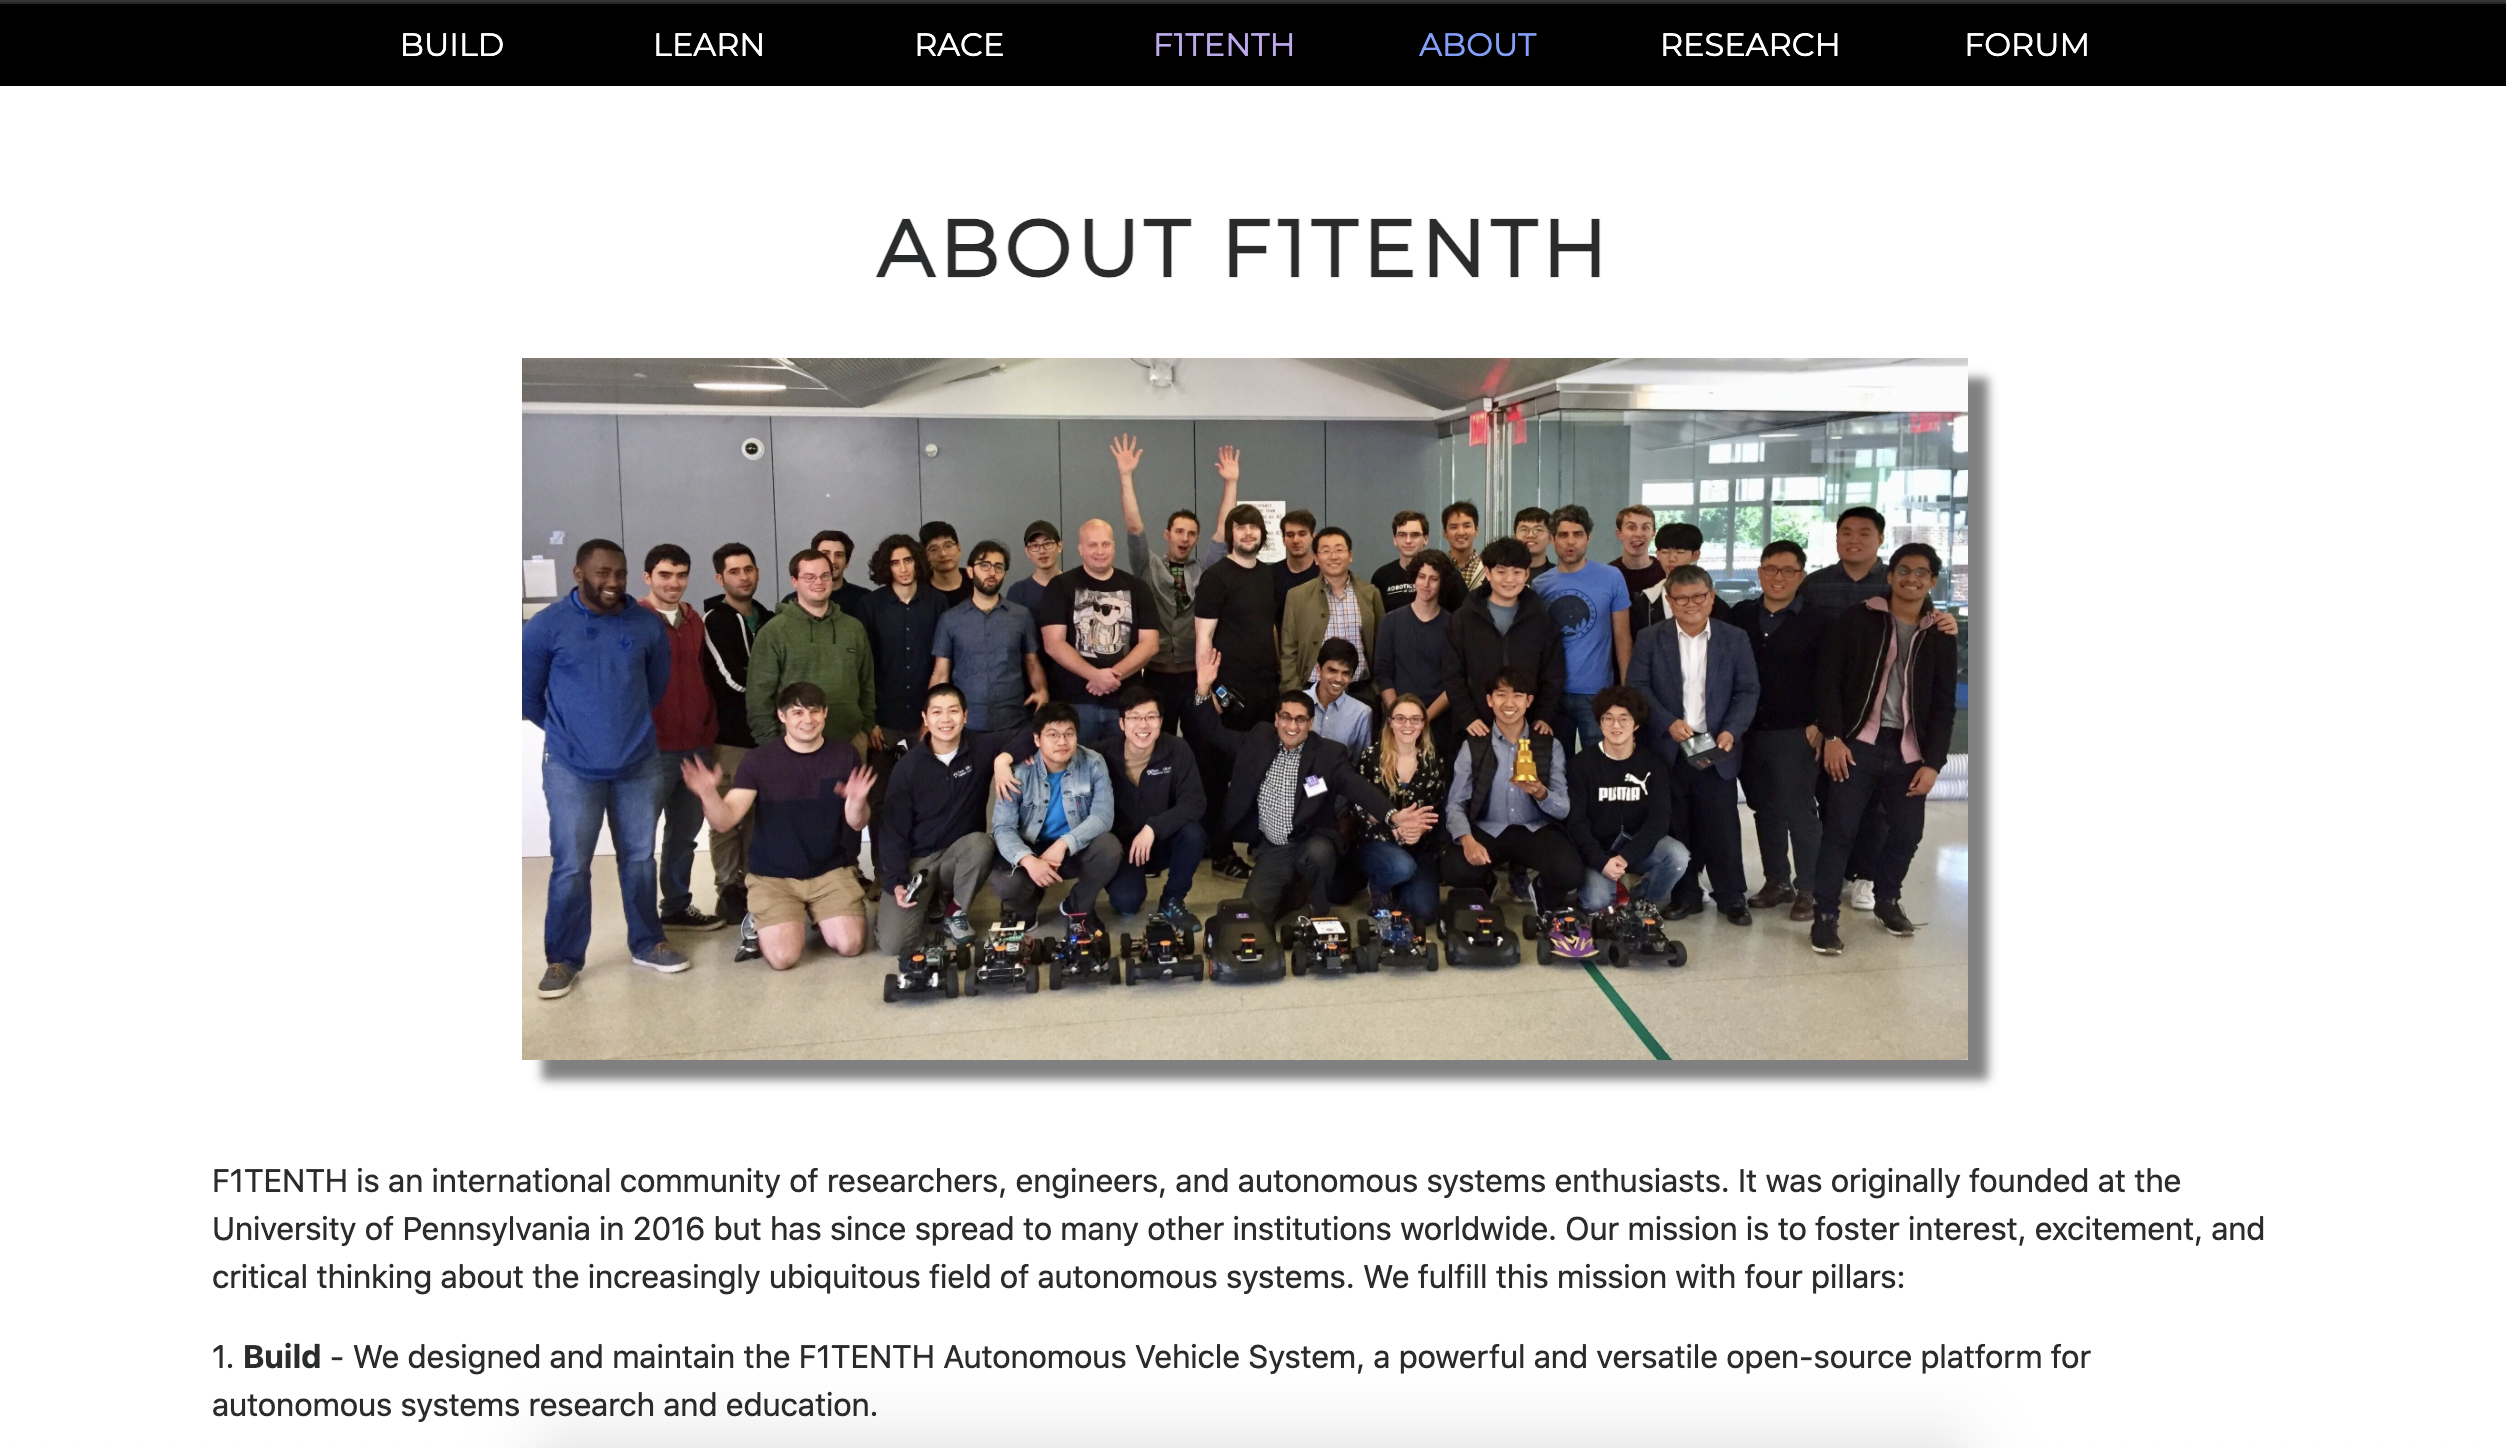 BUILD LEARN RACE F1TENTH ABOUT RESEARCH FORUM
ABOUT F1TENTH
PUMA
F1TENTH is an international community of researchers, engineers, and autonomous systems enthusiasts. It was originally founded at the
University of Pennsylvania in 2016 but has since spread to many other institutions worldwide. Our mission is to foster interest, excitement, and
critical thinking about the increasingly ubiquitous field of autonomous systems. We fulfill this mission with four pillars:
1. Build - We designed and maintain the F1TENTH Autonomous Vehicle System, a powerful and versatile open-source platform for
autonomous systems research and education.